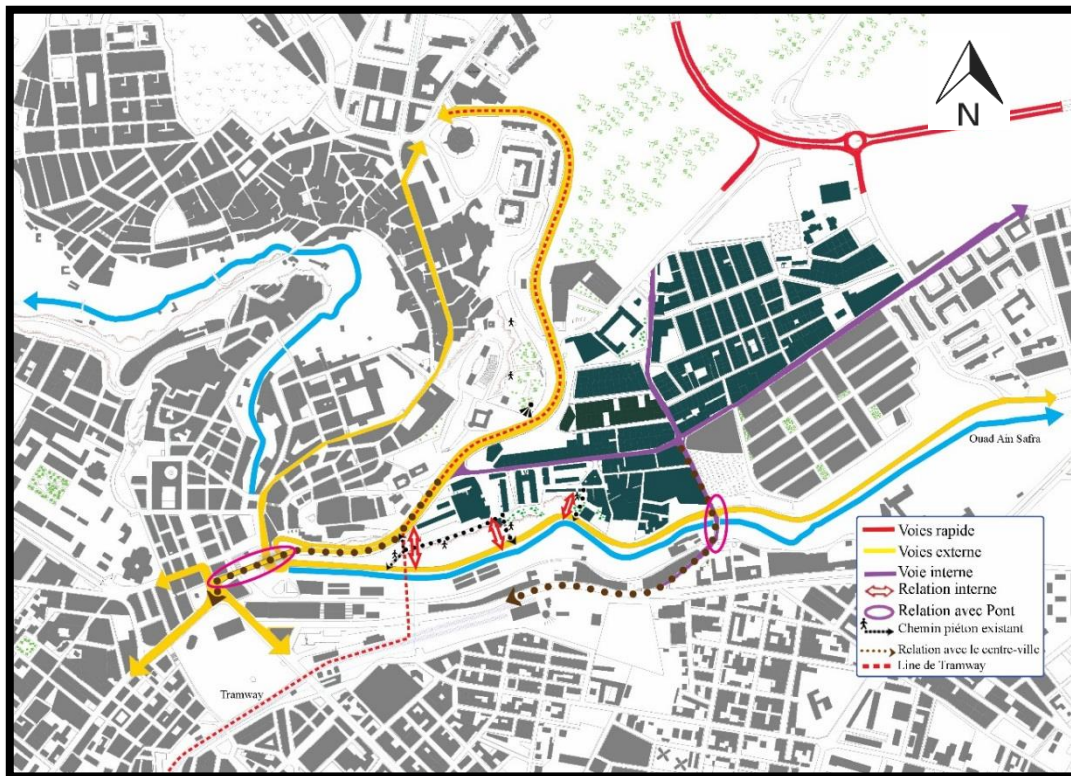 N
Ouad Ain Safra
Tramway
Voies rapide
Voies externe
Voie interne
Relation interne
Relation avec Pont
Chemin piéton existant
Relation avec le centre-ville
Line de Tramway